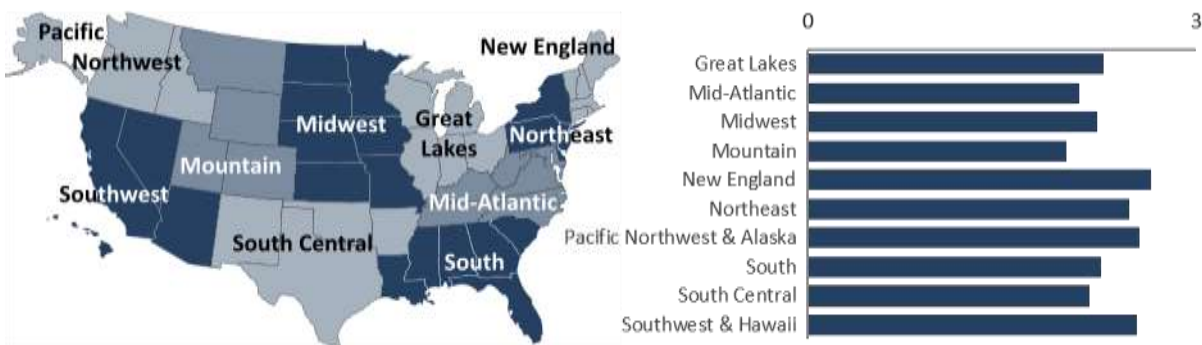 Pacific
Northwest
New England
Midwest
Great
Lakes
Northeast
Mountain
Southwest
Mid-Atlantic
South Central
South
0 3
Great Lakes
Mid-Atlantic
Midwest
Mountain
New England
Northeast
Pacific Northwest & Alaska
South
South Central
Southwest & Hawaii